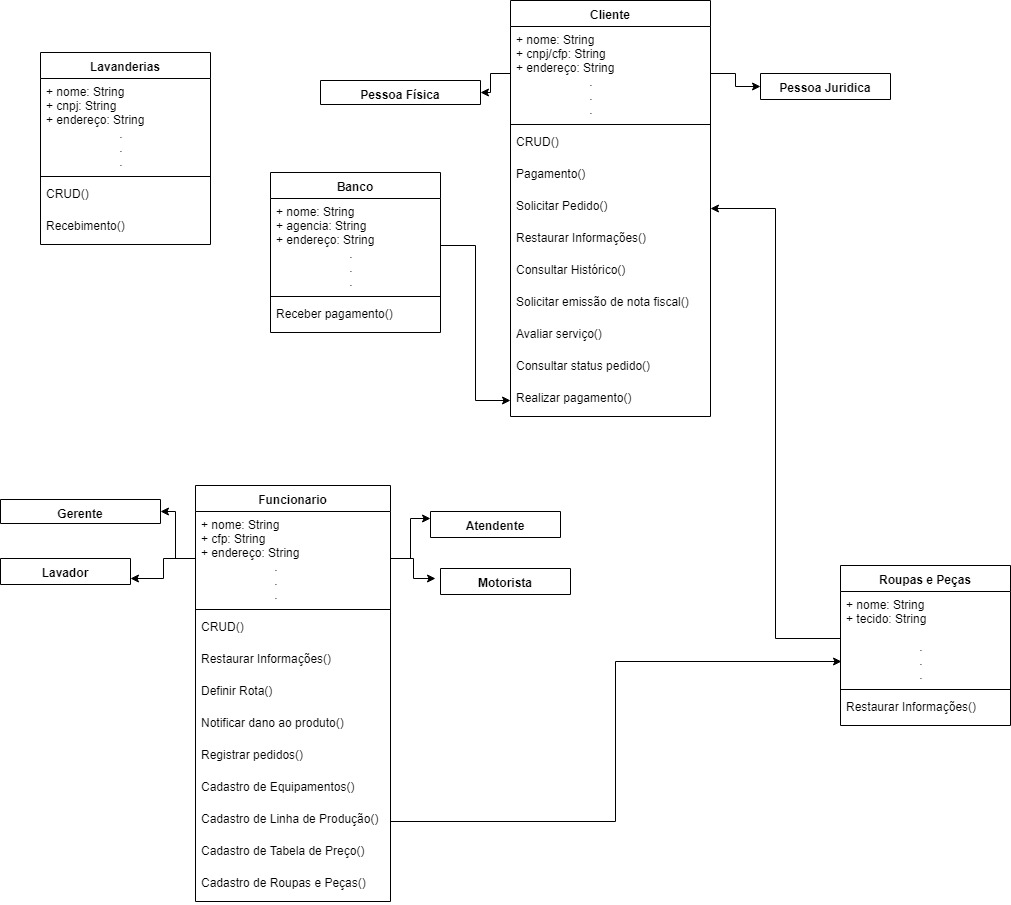 Cliente
+ nome: String
+ cnpj/cfp: String
+ endereço: String
.
.
.
CRUD()
Pagamento()
Solicitar Pedido()
Restaurar Informações()
Consultar Histórico()
Solicitar emissão de nota fiscal()
Avaliar serviço()
Consultar status pedido()
Realizar pagamento()
Lavanderias
+ nome: String
+ cnpj: String
+ endereço: String
.
.
.
CRUD()
Recebimento()
Pessoa Física
Pessoa Juridica
Banco
+ nome: String
+ agencia: String
+ endereço: String
.
.
.
Receber pagamento()
Funcionario
+ nome: String
+ cfp: String
+ endereço: String
.
.
.
CRUD()
Restaurar Informações()
Definir Rota()
Notificar dano ao produto()
Registrar pedidos()
Cadastro de Equipamentos()
Cadastro de Linha de Produção()
Cadastro de Tabela de Preço()
Cadastro de Roupas e Peças()
Gerente
Lavador
Atendente
Motorista
Roupas e Peças
+ nome: String
+ tecido: String
.
.
.
Restaurar Informações()